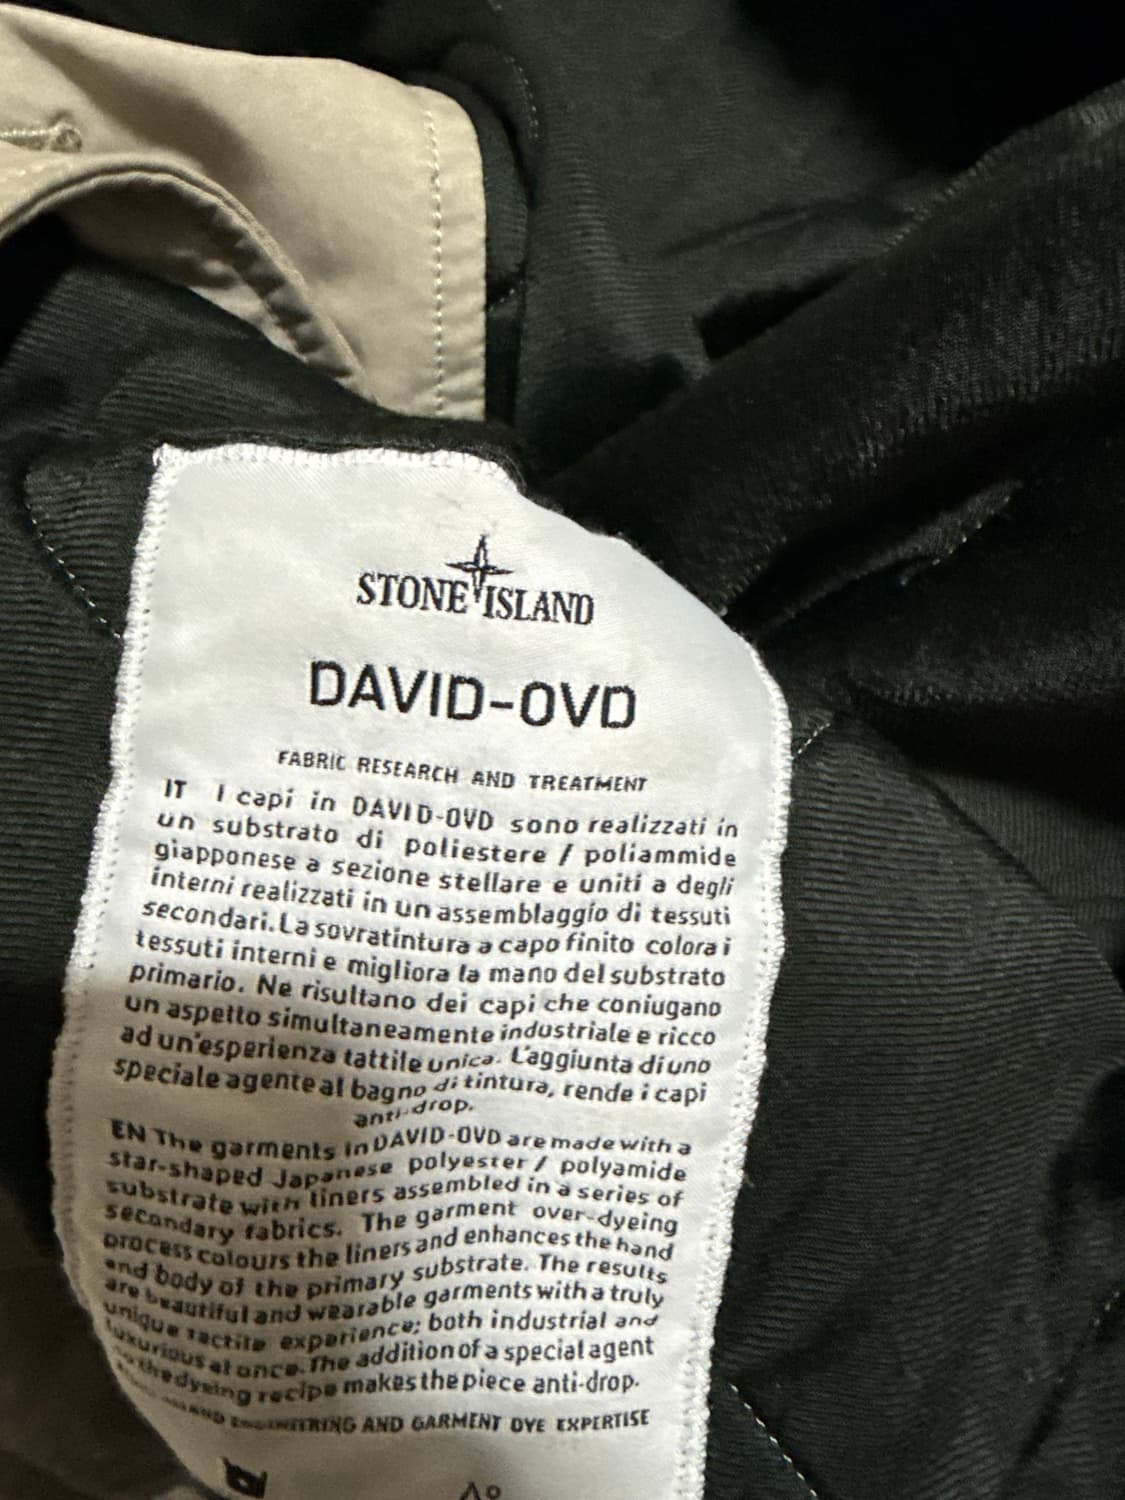 STONE ISLAND
DAVID-OVD
FABRIC RESEARCH AND TREATMENT
IT I capi in DAVID-OVD sono realizzati in
un substrato di poliestere / poliammide
giapponese a sezione stellare e uniti a degli
interni realizzati in un assemblaggio di tessuti
secondari. La sovratintura a capo finito colora i
tessuti interni e migliora la mano del substrato
primario. Ne risultano dei capi che coniugano
un aspetto simultaneamente industriale e ricco
ad un'esperienza tattile unica. L'aggiunta di uno
speciale agente al bagno di tintura, rende i capi
anti-drop.
EN The garments in DAVID-OVD are made with a
star-shaped Japanese polyester / polyamide
substrate with liners assembled in a series of
secondary fabrics. The garment over-dyeing
process colours the liners and enhances the hand
and body of the primary substrate. The results
are beautiful and wearable garments with a truly
unique tactile experience; both industrial and
luxurious at once. The addition of a special agent
to the dyeing recipe makes the piece anti-drop.
ENGINEERING AND GARMENT DYE EXPERTISE